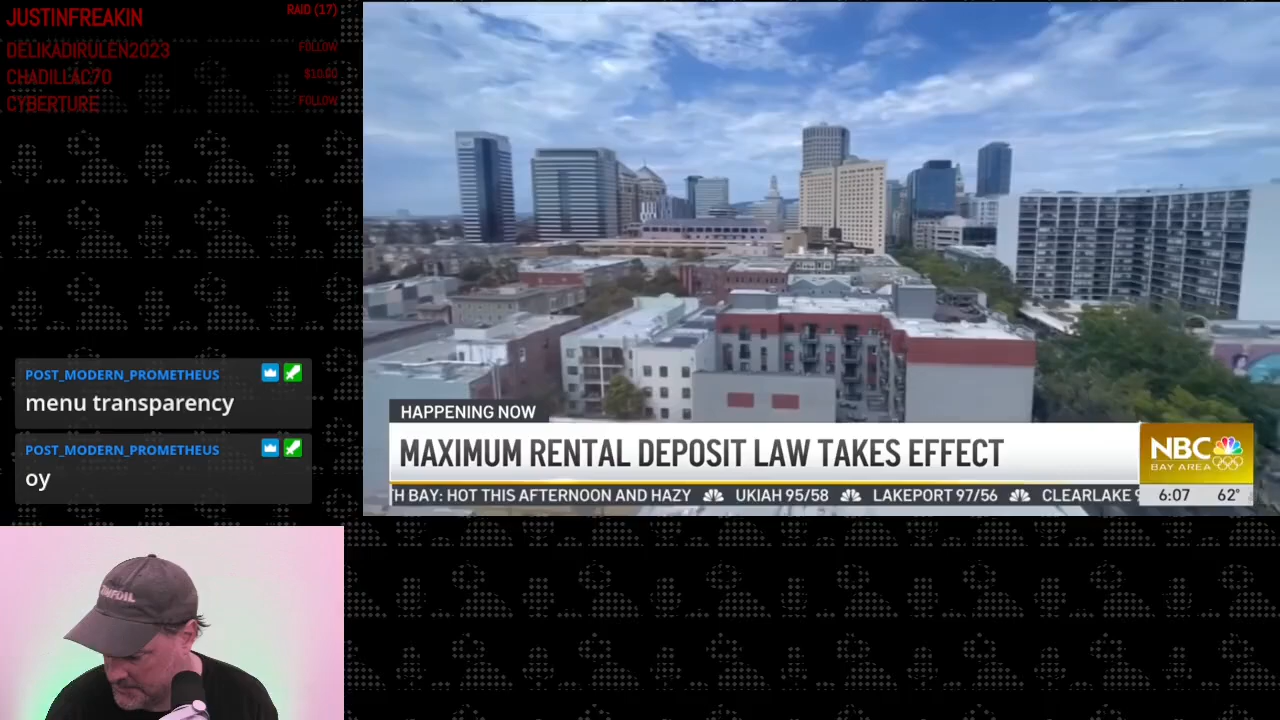 JUSTINFREAKIN RAID (17)
DELIKADIRULEN2023 FOLLOW
CHADILLAC70 $10.00
CYBERTURE FOLLOW
POST_MODERN_PROMETHEUS
menu transparency
POST_MODERN_PROMETHEUS
oy
HAPPENING NOW
MAXIMUM RENTAL DEPOSIT LAW TAKES EFFECT
NBC
BAY AREA
TH BAY: HOT THIS AFTERNOON AND HAZY UKIAH 95/58 LAKEPORT 97/56 CLEARLAKE 9
6:07 62°